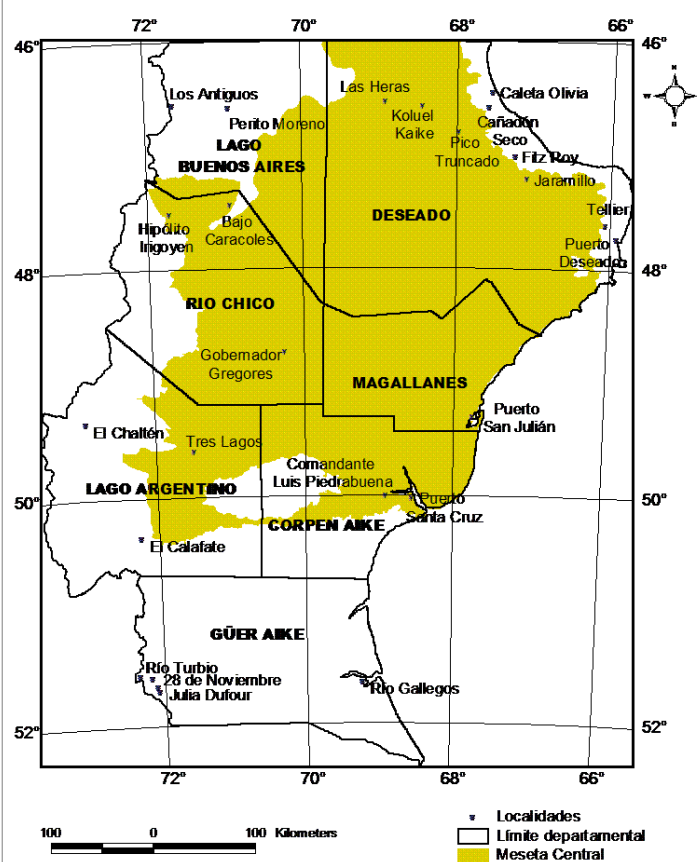 72° 70° 68° 66°
46° 46°
N
W
S
Las Heras
Los Antiguos
Caleta Olivia
Perito Moreno
Koluel
Kaike
Cañadón
Seco
LAGO
BUENOS AIRES
Pico
Truncado
Fitz Roy
Jaramillo
Tellier
DESEADO
Hipólito
Irigoyen
Bajo
Caracoles
Puerto
Deseado
48° 48°
RIO CHICO
Gobernador
Gregores
MAGALLANES
Puerto
San Julián
El Chaltén
Tres Lagos
Comandante
Luis Piedrabuena
LAGO ARGENTINO
50° 50°
Puerto
Santa Cruz
CORPEN AIKE
El Calafate
GÜER AIKE
Río Turbio
28 de Noviembre
Julia Dufour
Río Gallegos
52° 52°
72° 70° 68° 66°
100 0 100 Kilometers
Localidades
Límite departamental
Meseta Central